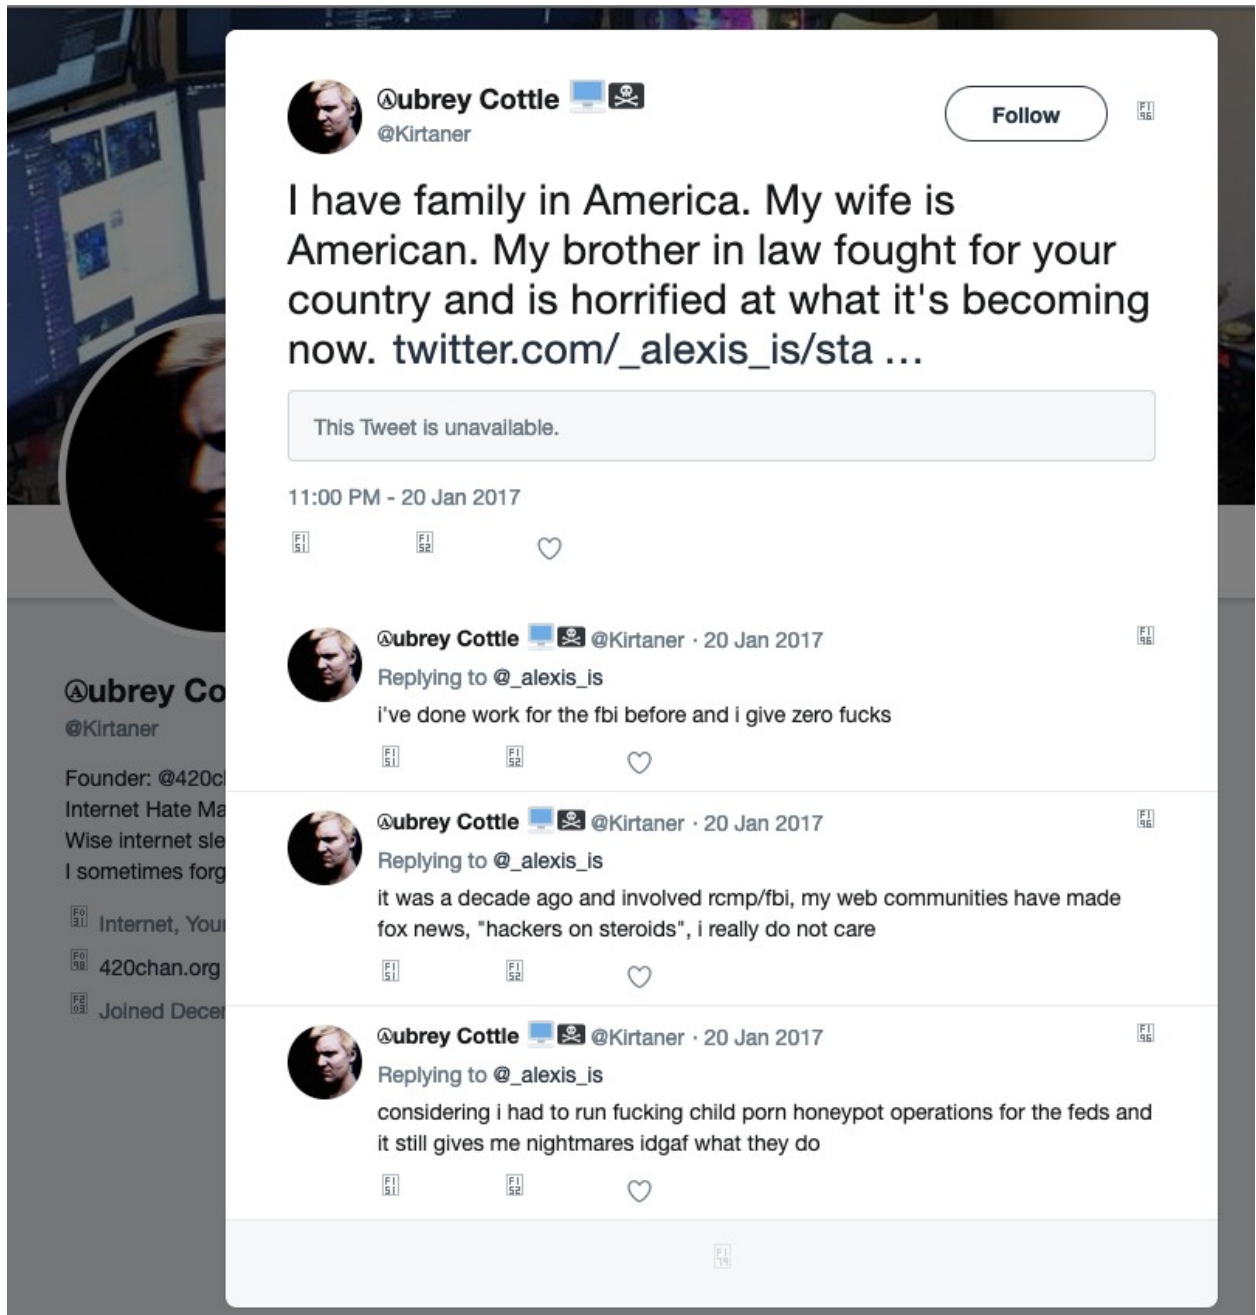 Ⓐubrey Cottle
@Kirtaner
Follow
I have family in America. My wife is
American. My brother in law fought for your
country and is horrified at what it's becoming
now. twitter.com/_alexis_is/sta ...
This Tweet is unavailable.
11:00 PM - 20 Jan 2017
Ⓐubrey Cottle @Kirtaner · 20 Jan 2017
Replying to @_alexis_is
i've done work for the fbi before and i give zero fucks
Ⓐubrey Cottle @Kirtaner · 20 Jan 2017
Replying to @_alexis_is
it was a decade ago and involved rcmp/fbi, my web communities have made
fox news, "hackers on steroids", i really do not care
Ⓐubrey Cottle @Kirtaner · 20 Jan 2017
Replying to @_alexis_is
considering i had to run fucking child porn honeypot operations for the feds and
it still gives me nightmares idgaf what they do
Ⓐubrey Co
@Kirtaner
Founder: @420c
Internet Hate Ma
Wise internet sle
I sometimes forg
Internet, You
420chan.org
Joined Dece